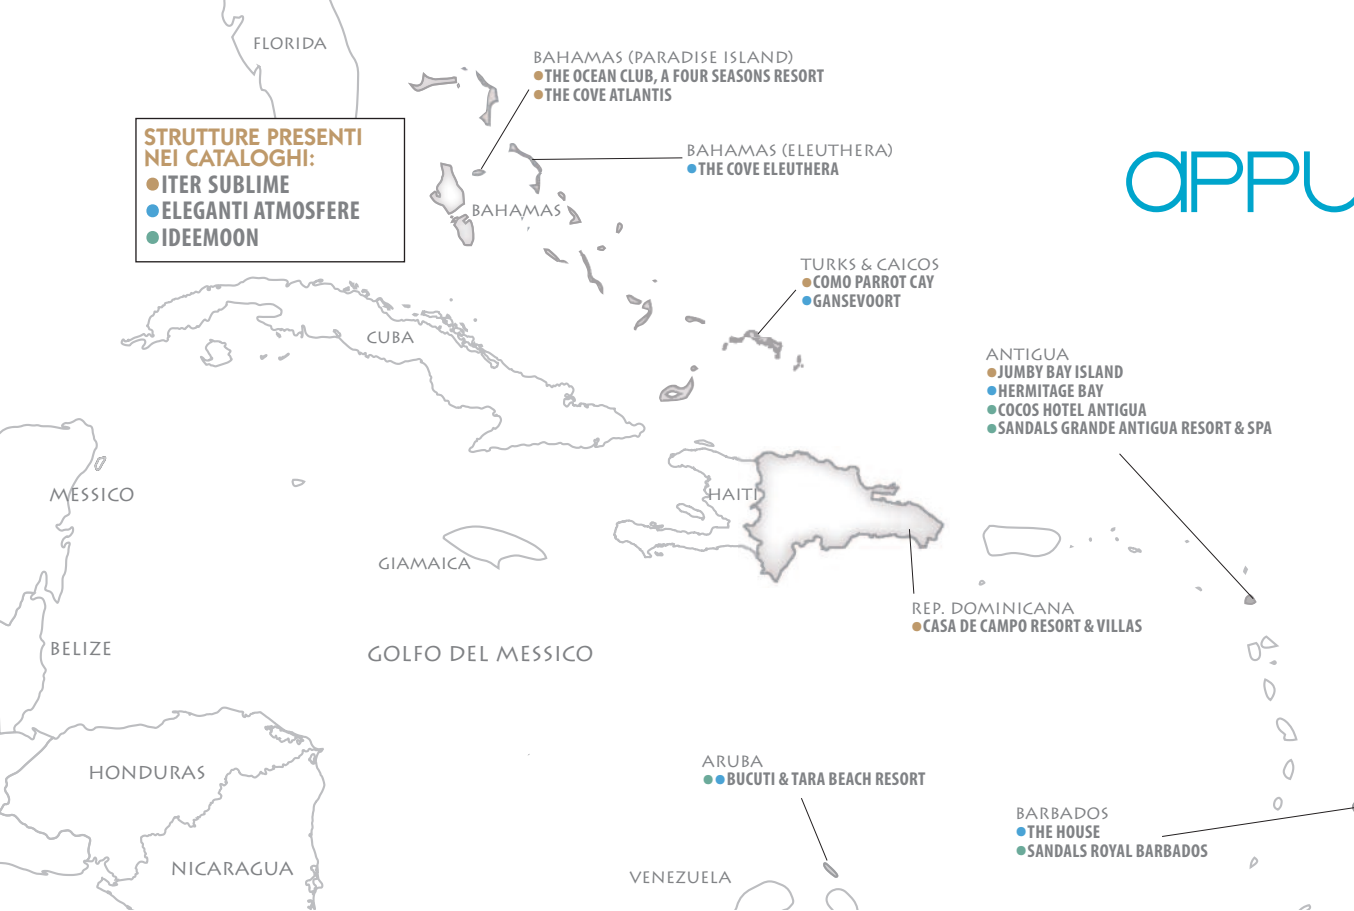 FLORIDA
BAHAMAS (PARADISE ISLAND)
THE OCEAN CLUB, A FOUR SEASONS RESORT
THE COVE ATLANTIS
STRUTTURE PRESENTI
NEI CATALOGHI:
ITER SUBLIME
ELEGANTI ATMOSFERE
IDEEMOON
BAHAMAS (ELEUTHERA)
THE COVE ELEUTHERA
BAHAMAS
TURKS & CAICOS
COMO PARROT CAY
GANSEVOORT
CUBA
ANTIGUA
JUMBY BAY ISLAND
HERMITAGE BAY
COCOS HOTEL ANTIGUA
SANDALS GRANDE ANTIGUA RESORT & SPA
MESSICO
HAITI
GIAMAICA
REP. DOMINICANA
CASA DE CAMPO RESORT & VILLAS
BELIZE
GOLFO DEL MESSICO
HONDURAS
ARUBA
BUCUTI & TARA BEACH RESORT
BARBADOS
THE HOUSE
SANDALS ROYAL BARBADOS
NICARAGUA
VENEZUELA